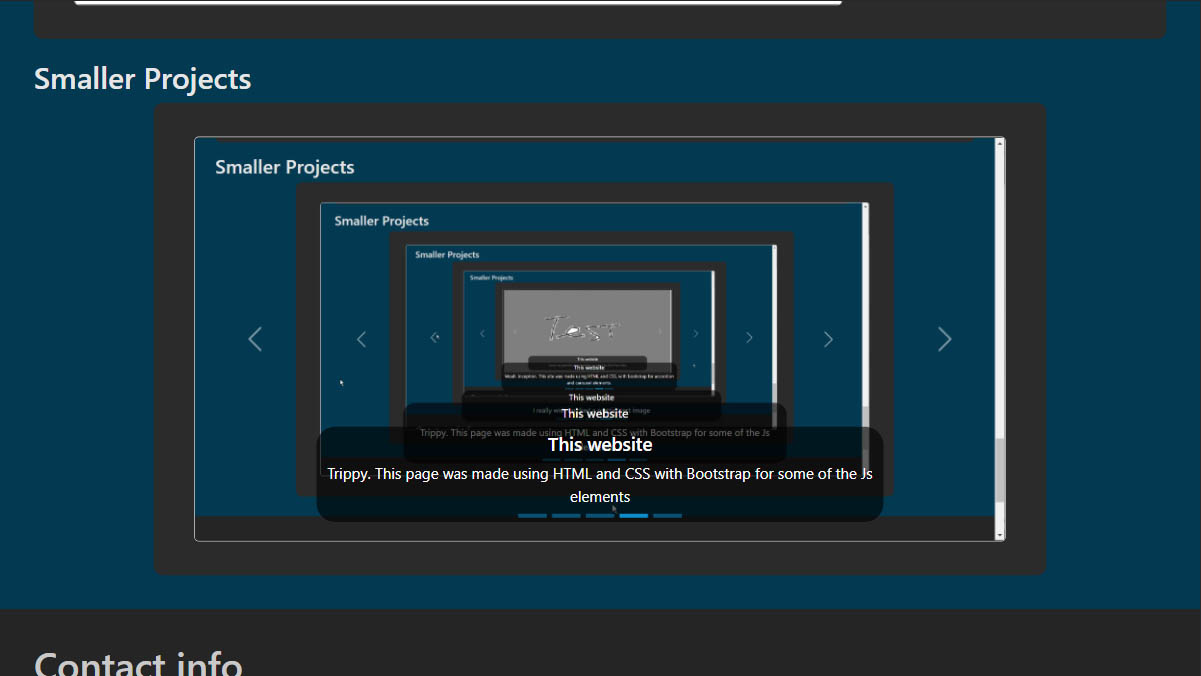 Smaller Projects
Smaller Projects
Smaller Projects
Smaller Projects
Smaller Projects
Test
This website
This website
Woah. Inception. This site was made using HTML and CSS with Bootstrap for accordion
and carousel elements.
This website
I really image
This website
Trippy. This page was made using HTML and CSS with Bootstrap for some of the Js
This website
Trippy. This page was made using HTML and CSS with Bootstrap for some of the Js
elements
Contact info